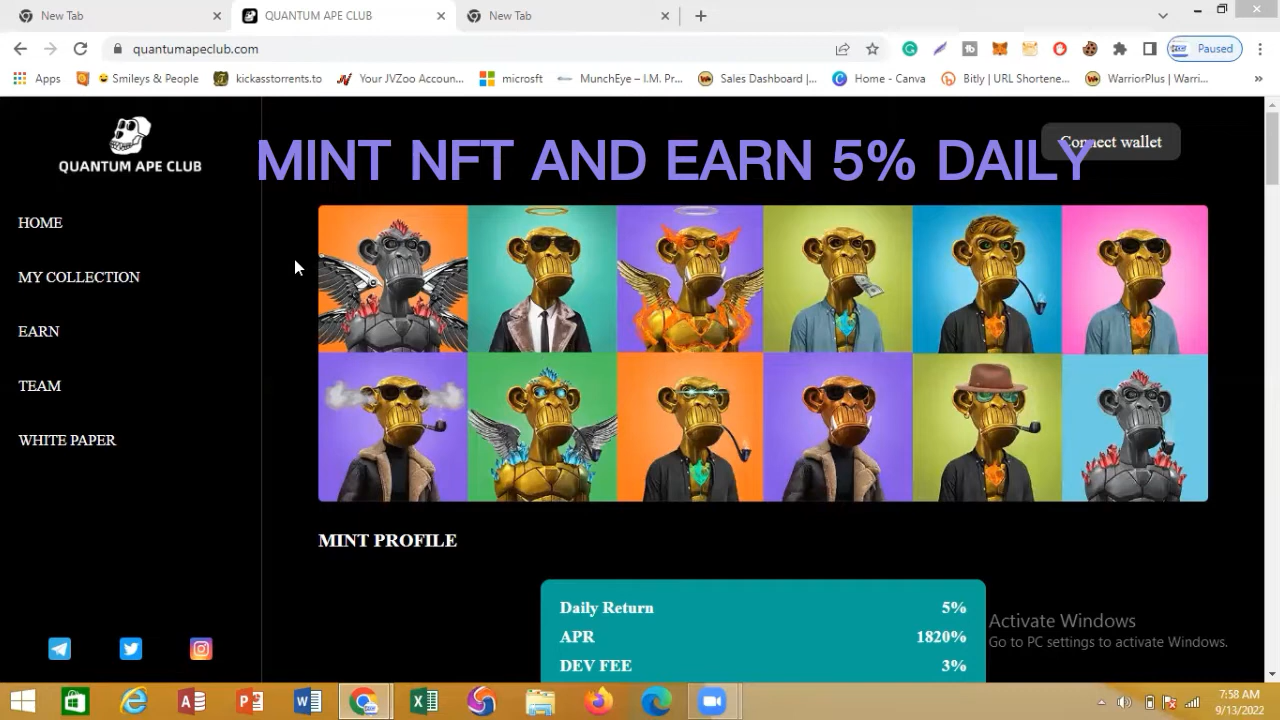 New Tab
QUANTUM APE CLUB
New Tab
quantumapeclub.com
Paused
Apps
Smileys & People
kickasstorrents.to
Your JVZoo Accoun...
microsft
MunchEye – I.M. Pr...
Sales Dashboard |...
Home - Canva
Bitly | URL Shortene...
WarriorPlus | Warri...
QUANTUM APE CLUB
MINT NFT AND EARN 5% DAILY
Connect wallet
HOME
MY COLLECTION
EARN
TEAM
WHITE PAPER
MINT PROFILE
Daily Return 5%
APR 1820%
DEV FEE 3%
Activate Windows
Go to PC settings to activate Windows.
7:58 AM
9/13/2022